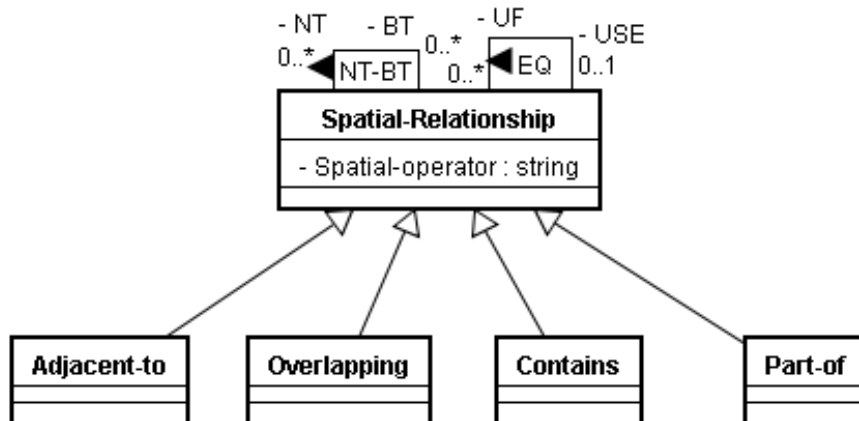 - NT - BT - UF - USE
0..* 0..* 0..* 0..1
NT-BT EQ
Spatial-Relationship
- Spatial-operator : string
Adjacent-to Overlapping Contains Part-of